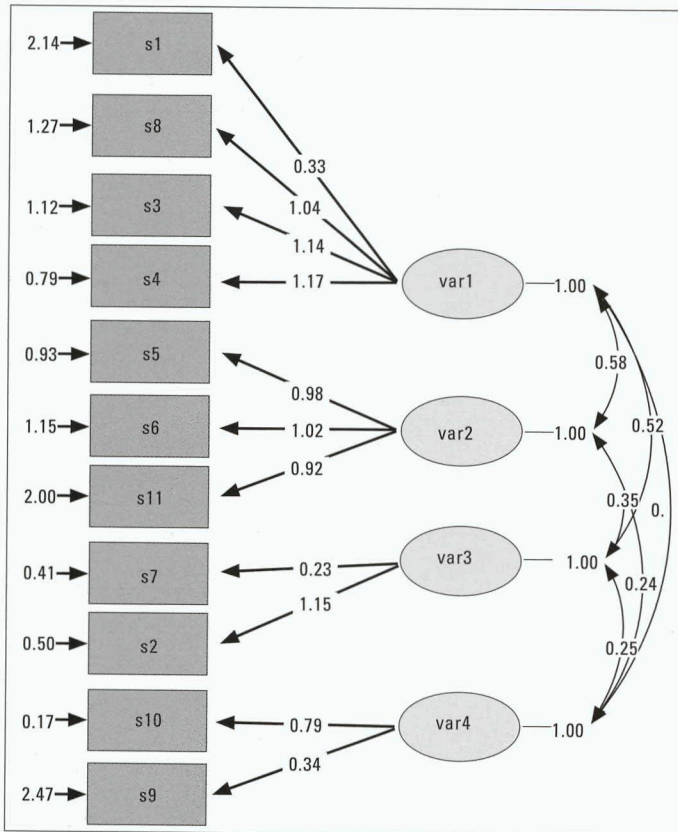 2.14 s1
1.27 s8
0.33
1.04
1.12 s3
1.14
0.79 s4
1.17
var1 1.00
0.93 s5
0.58
0.98
1.15 s6
1.02
var2 1.00
0.52
0.92
2.00 s11
0.35 0.
0.41 s7
0.23
var3 1.00
0.24
1.15
0.50 s2
0.25
0.17 s10
0.79
var4 1.00
0.34
2.47 s9